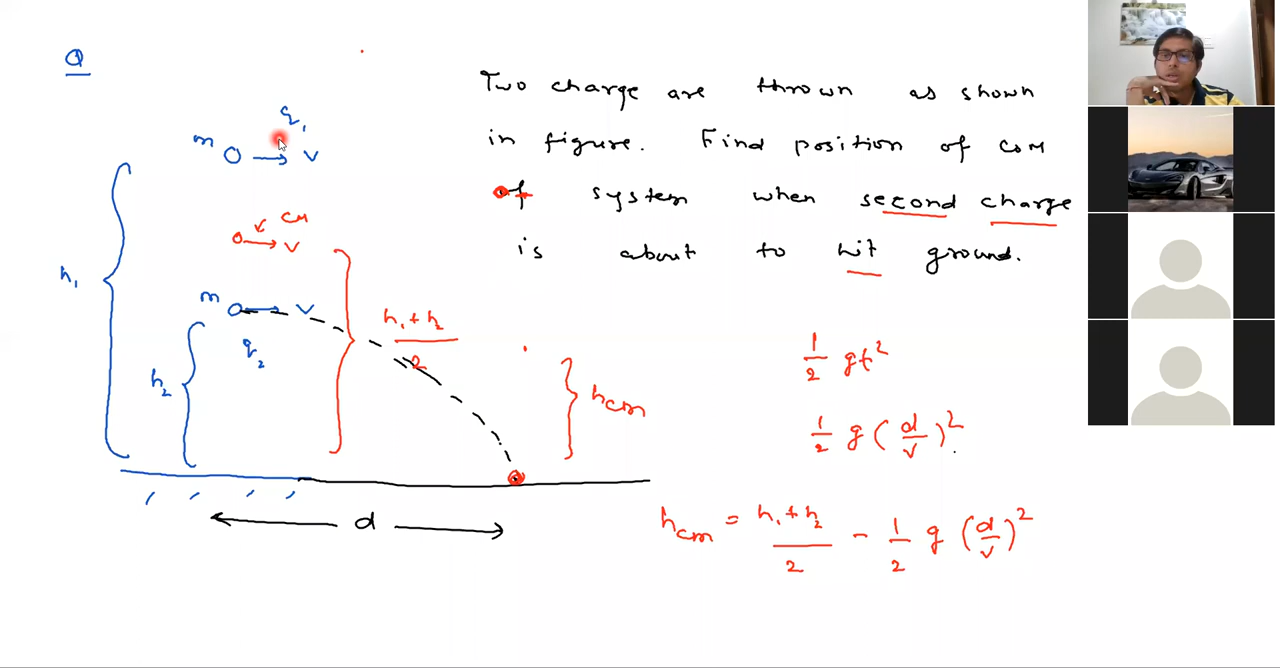 Q
Two charge are thrown as shown
in figure. Find position of COM
of system when second charge
is about to hit ground.
q₁
m
v
CM
v
h₁
m
v
q₂
h₂
h₁ + h₂
2
h_cm
1/2 gt²
1/2 g (d/v)²
d
h_cm = (h₁ + h₂)/2 − 1/2 g (d/v)²